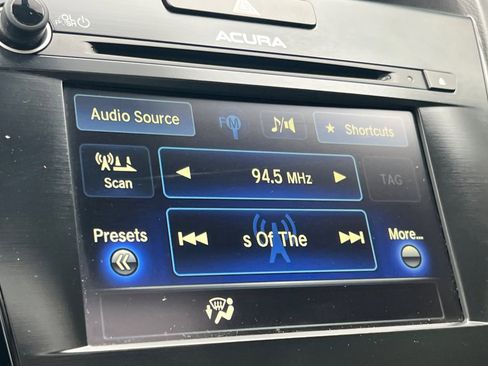 ACURA
Audio Source
FM
★ Shortcuts
Scan
◄ 94.5 MHz ►
TAG
Presets
s Of The
More...